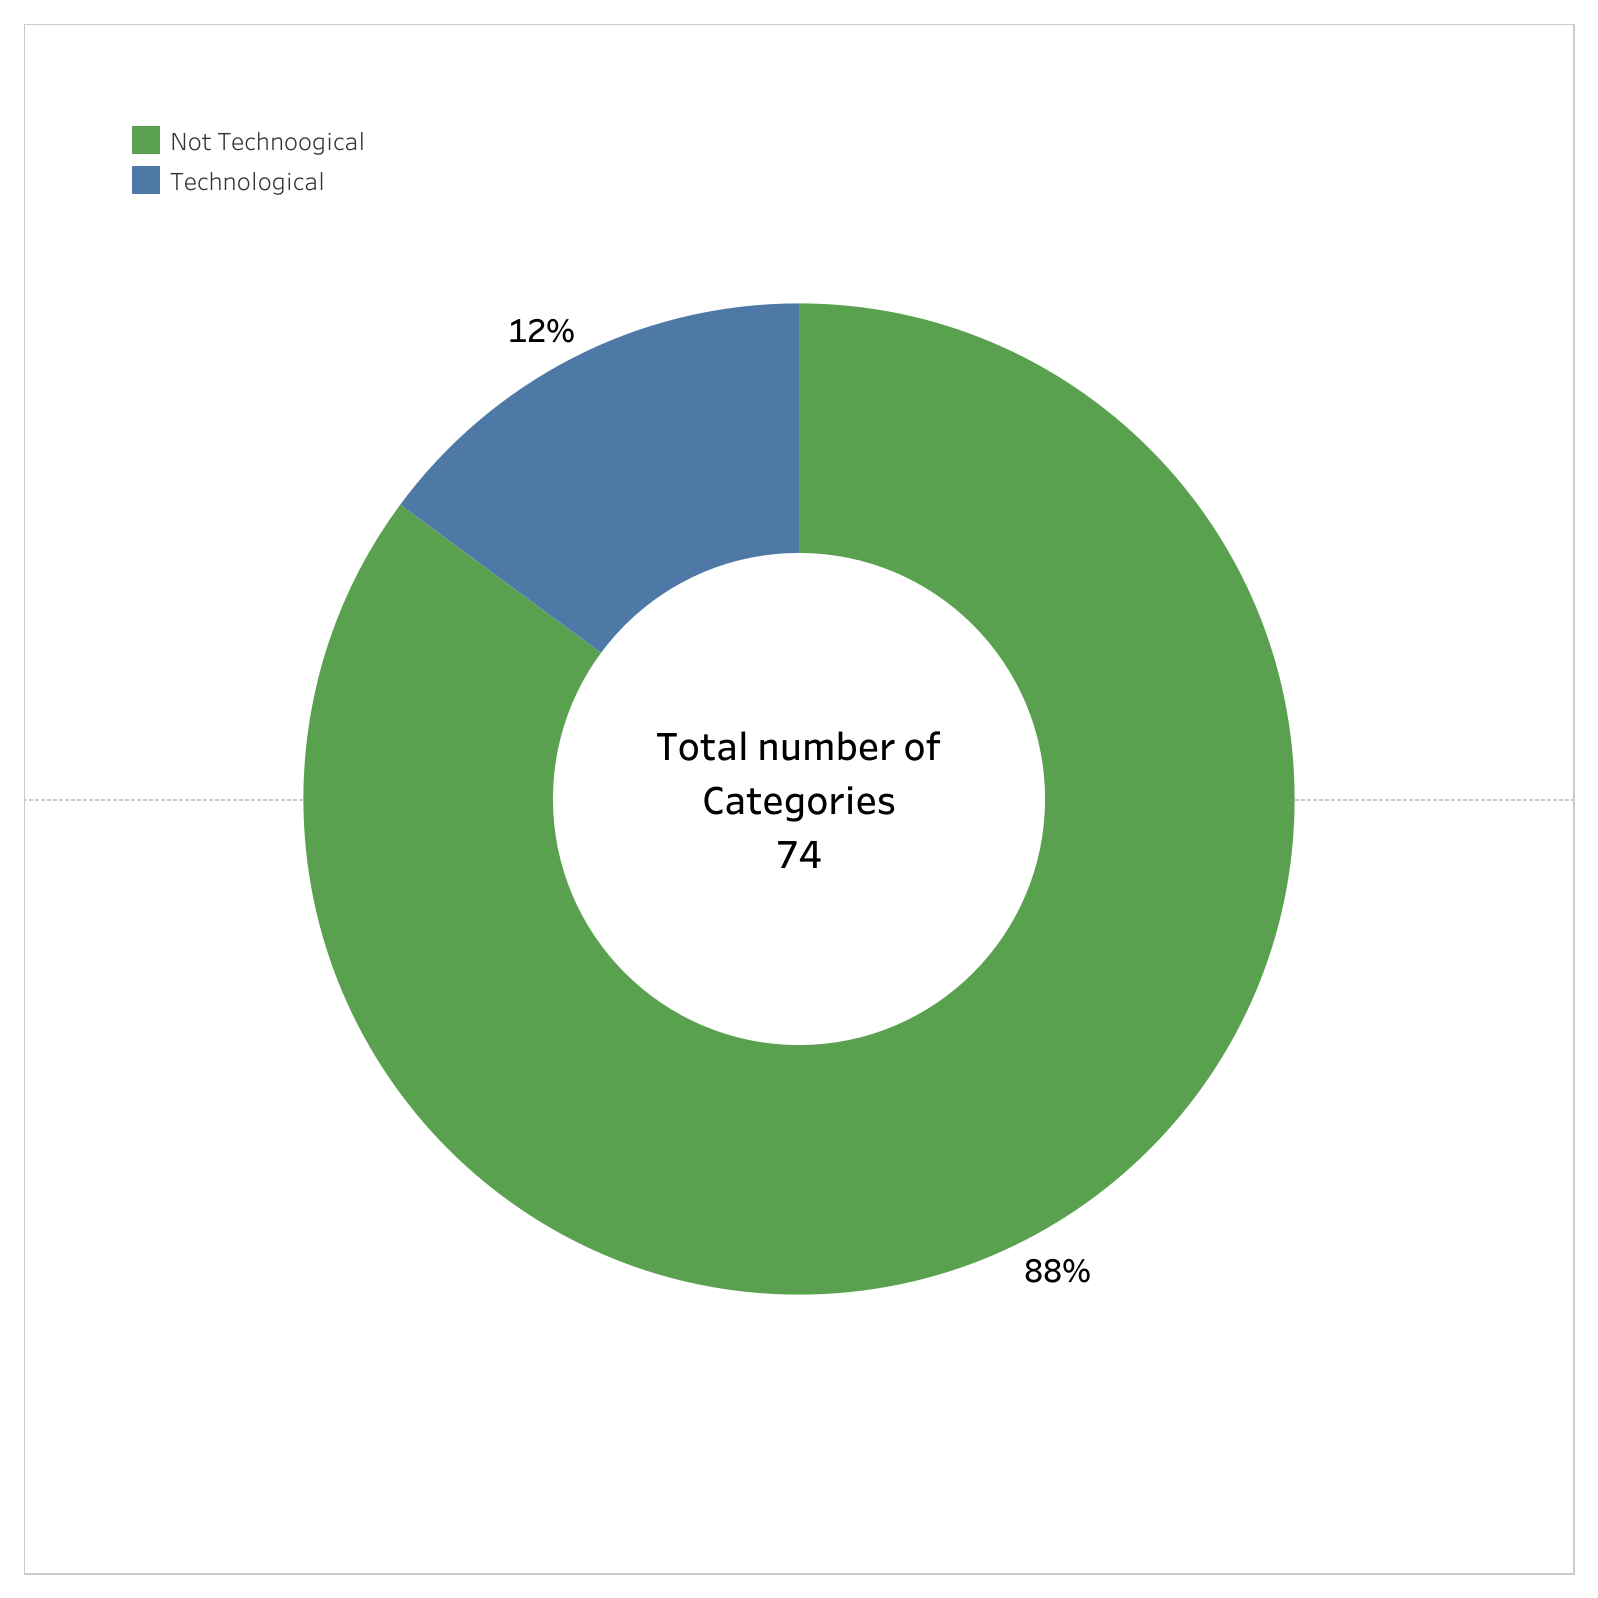 Not Technoogical
Technological
12%
Total number of
Categories
74
88%